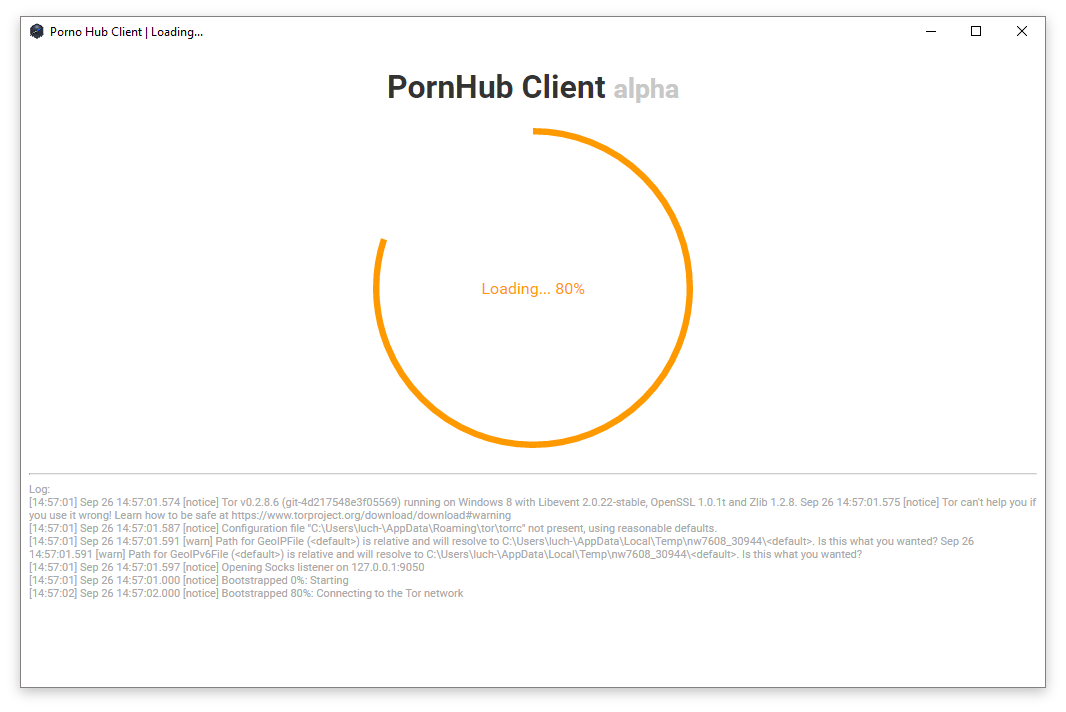 Porno Hub Client | Loading...
PornHub Client alpha
Loading... 80%
Log:
[14:57:01] Sep 26 14:57:01.574 [notice] Tor v0.2.8.6 (git-4d217548e3f05569) running on Windows 8 with Libevent 2.0.22-stable, OpenSSL 1.0.1t and Zlib 1.2.8. Sep 26 14:57:01.575 [notice] Tor can't help you if
you use it wrong! Learn how to be safe at https://www.torproject.org/download/download#warning
[14:57:01] Sep 26 14:57:01.587 [notice] Configuration file "C:\Users\luch-\AppData\Roaming\tor\torrc" not present, using reasonable defaults.
[14:57:01] Sep 26 14:57:01.591 [warn] Path for GeoIPFile (<default>) is relative and will resolve to C:\Users\luch-\AppData\Local\Temp\nw7608_30944\<default>. Is this what you wanted? Sep 26
14:57:01.591 [warn] Path for GeoIPv6File (<default>) is relative and will resolve to C:\Users\luch-\AppData\Local\Temp\nw7608_30944\<default>. Is this what you wanted?
[14:57:01] Sep 26 14:57:01.597 [notice] Opening Socks listener on 127.0.0.1:9050
[14:57:01] Sep 26 14:57:01.000 [notice] Bootstrapped 0%: Starting
[14:57:02] Sep 26 14:57:02.000 [notice] Bootstrapped 80%: Connecting to the Tor network